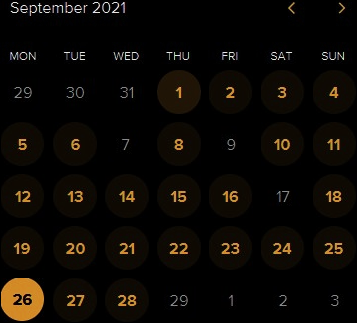 September 2021
MON TUE WED THU FRI SAT SUN
29 30 31 1 2 3 4
5 6 7 8 9 10 11
12 13 14 15 16 17 18
19 20 21 22 23 24 25
26 27 28 29 1 2 3